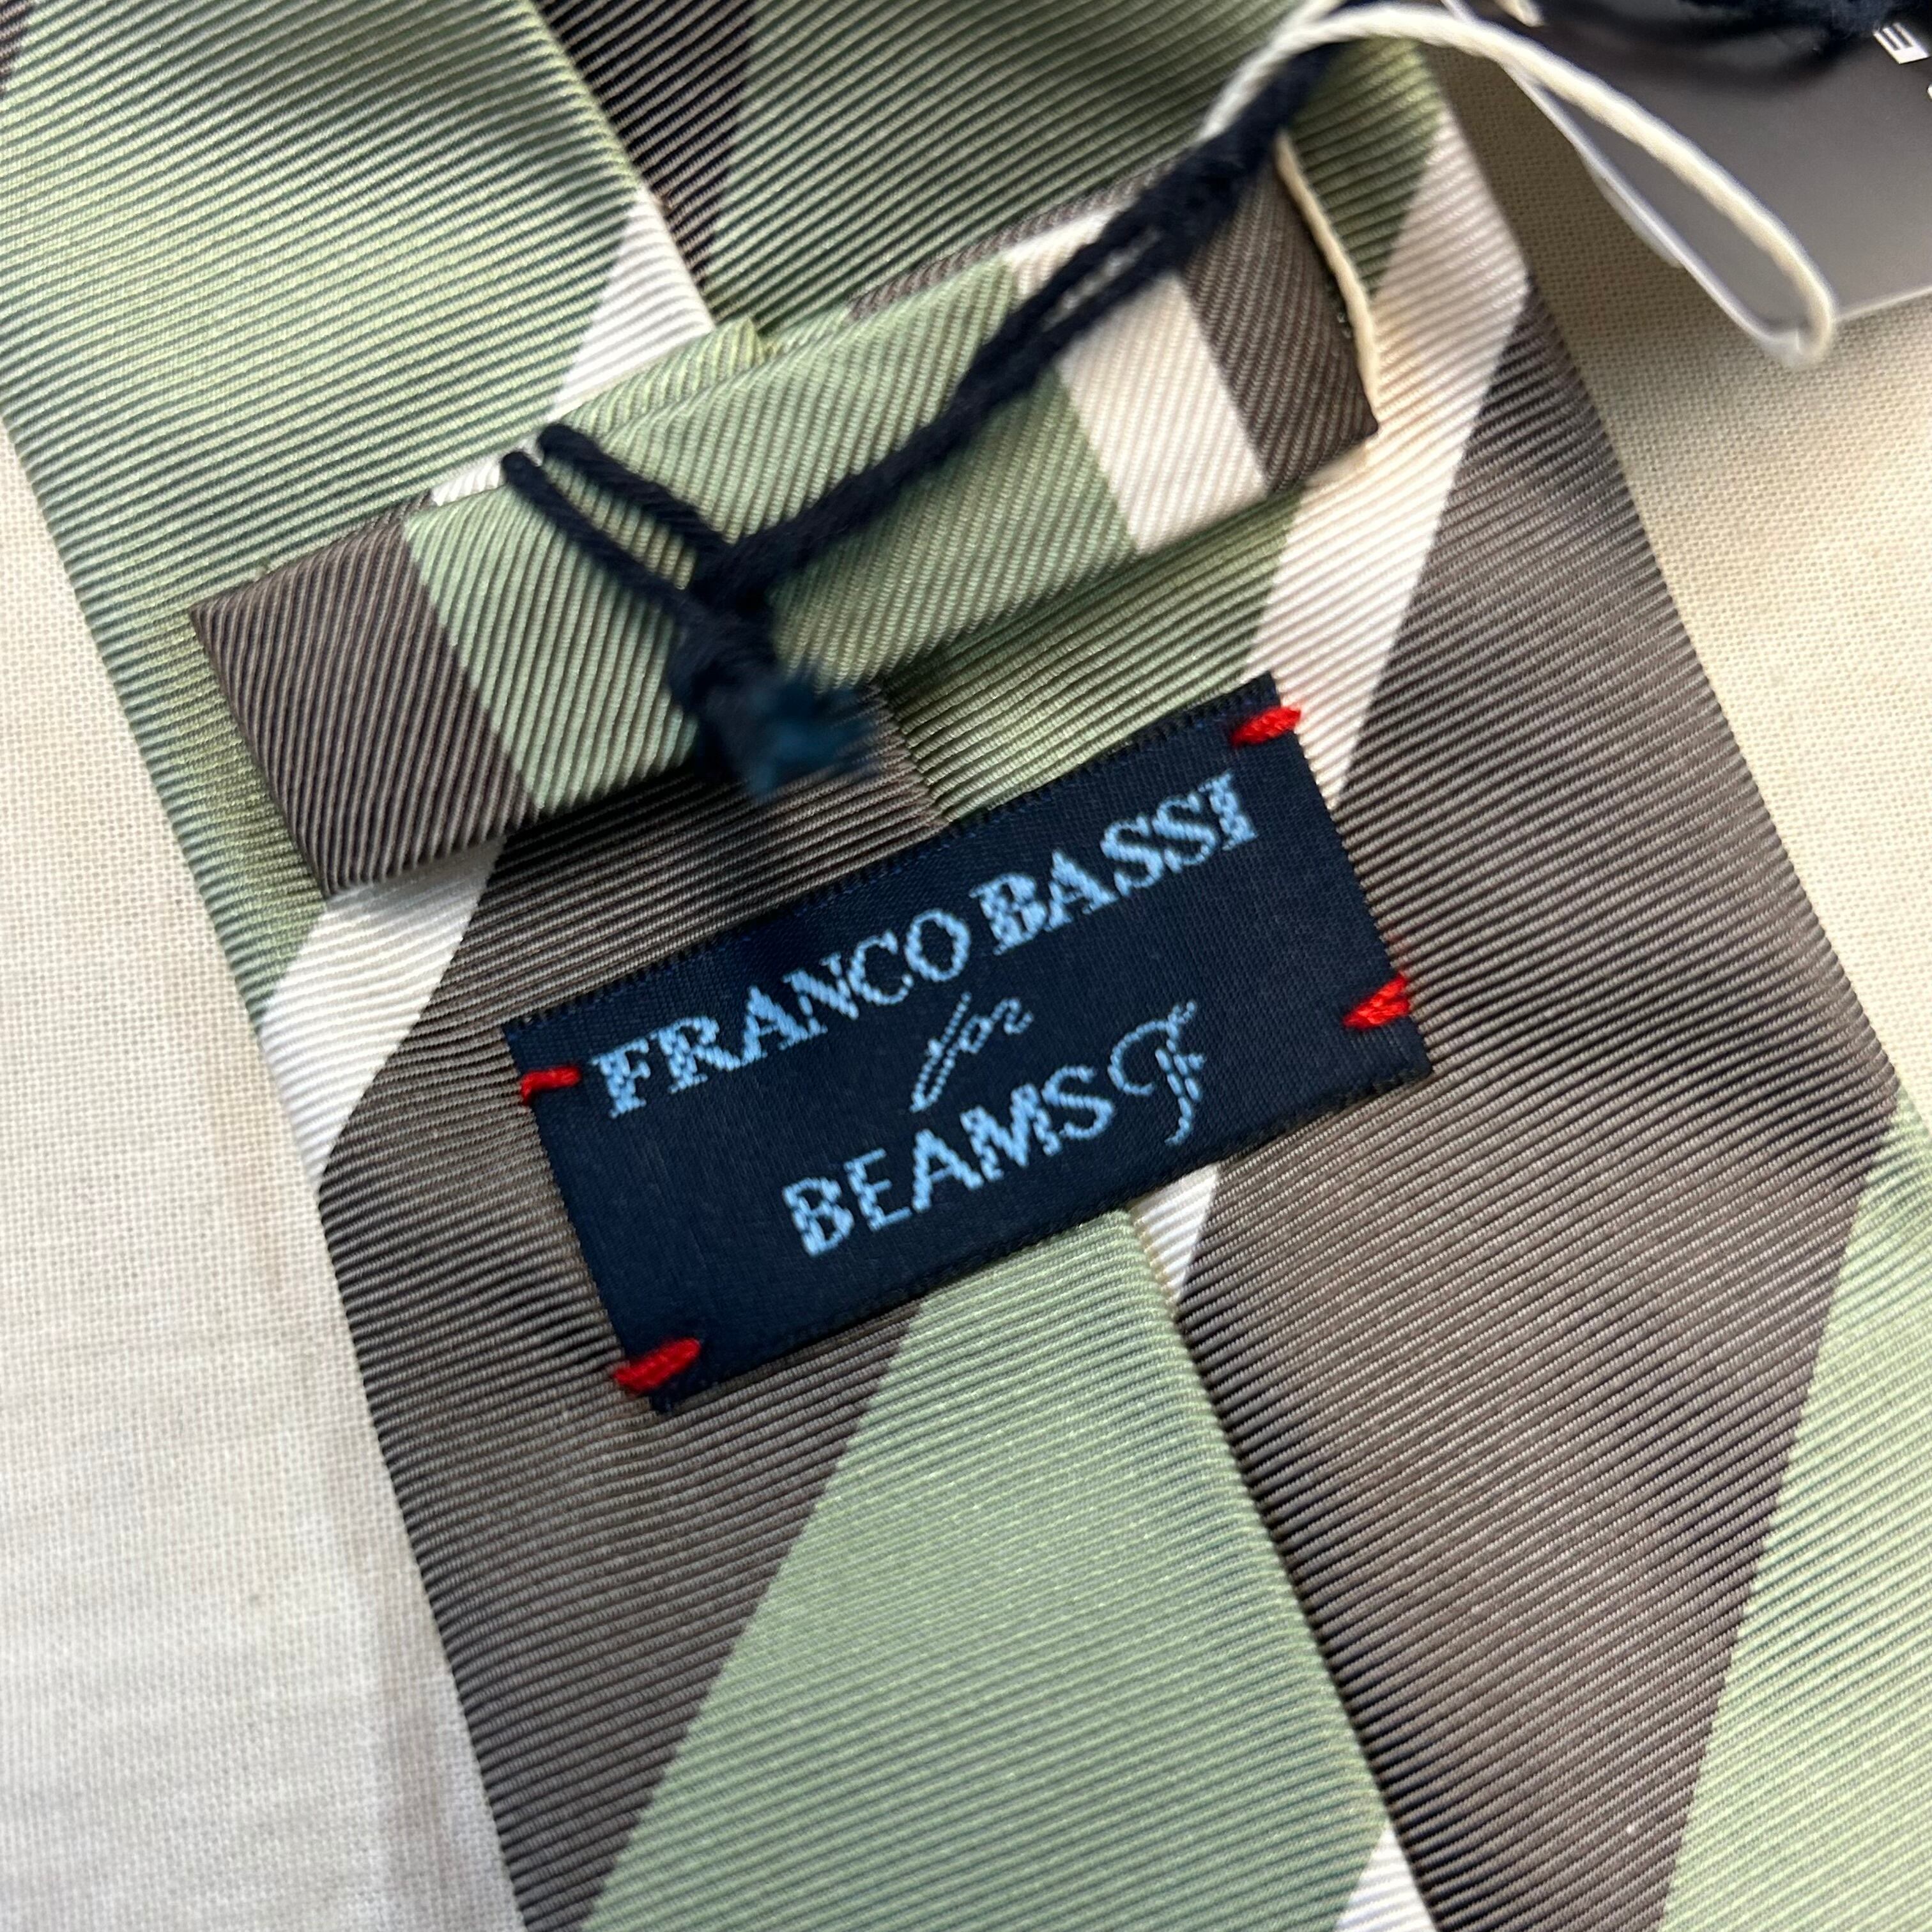 FRANCO BASSI
for
BEAMS F
E